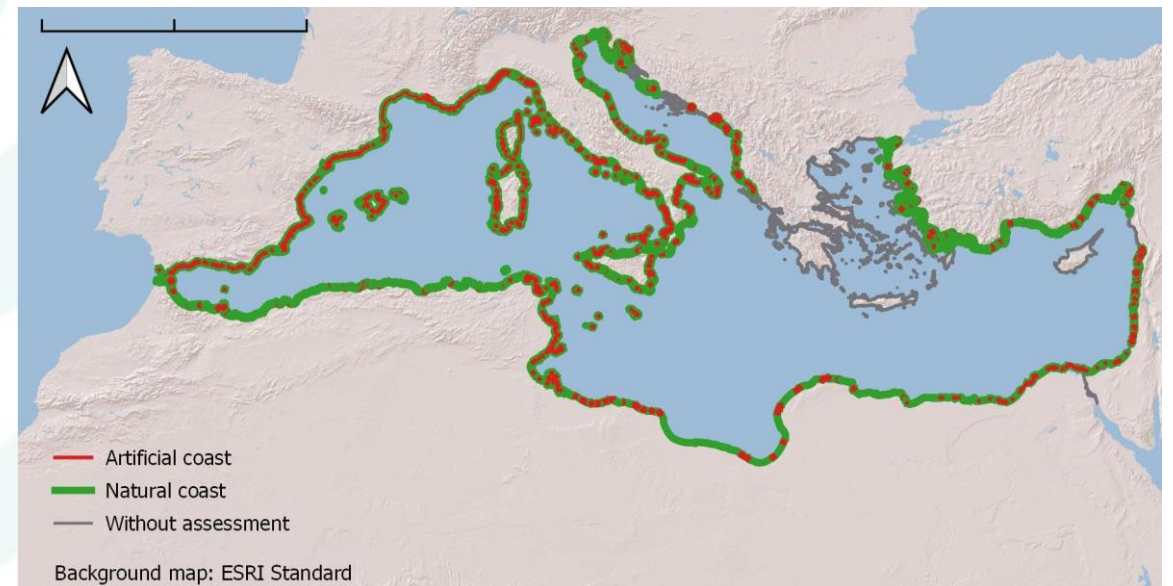 Artificial coast
Natural coast
Without assessment
Background map: ESRI Standard